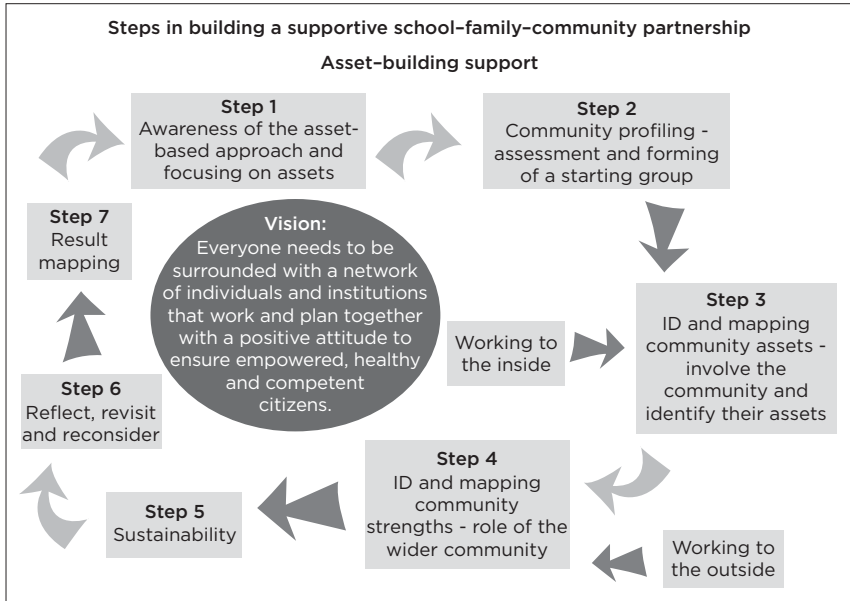 Steps in building a supportive school–family–community partnership
Asset–building support
Step 1
Awareness of the asset-
based approach and
focusing on assets
Step 2
Community profiling -
assessment and forming
of a starting group
Step 3
ID and mapping
community assets -
involve the
community and
identify their assets
Working to
the inside
Step 4
ID and mapping
community
strengths - role of the
wider community
Working to
the outside
Step 5
Sustainability
Step 6
Reflect, revisit
and reconsider
Step 7
Result
mapping
Vision:
Everyone needs to be
surrounded with a network
of individuals and institutions
that work and plan together
with a positive attitude to
ensure empowered, healthy
and competent
citizens.